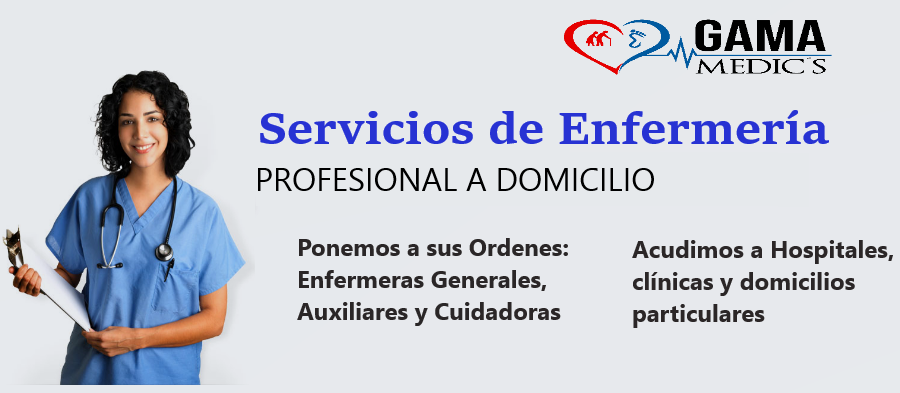 GAMA
MEDIC'S
Servicios de Enfermería
PROFESIONAL A DOMICILIO
Ponemos a sus Ordenes:
Enfermeras Generales,
Auxiliares y Cuidadoras
Acudimos a Hospitales,
clínicas y domicilios
particulares